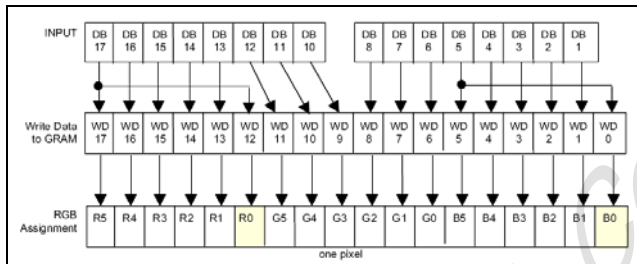 INPUT DB 17 DB 16 DB 15 DB 14 DB 13 DB 12 DB 11 DB 10 DB 8 DB 7 DB 6 DB 5 DB 4 DB 3 DB 2 DB 1
Write Data to GRAM WD 17 WD 16 WD 15 WD 14 WD 13 WD 12 WD 11 WD 10 WD 9 WD 8 WD 7 WD 6 WD 5 WD 4 WD 3 WD 2 WD 1 WD 0
RGB Assignment R5 R4 R3 R2 R1 R0 G5 G4 G3 G2 G1 G0 B5 B4 B3 B2 B1 B0
one pixel